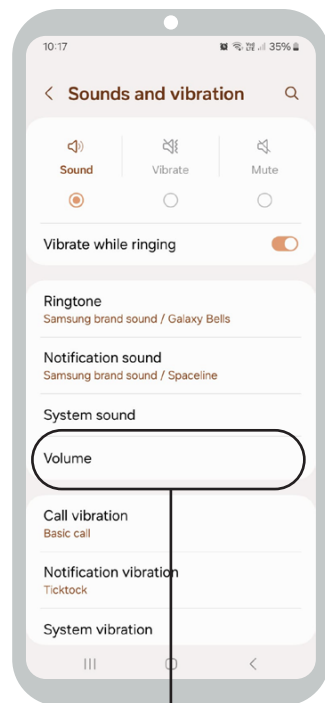 10:17
35%
Sounds and vibration
Sound
Vibrate
Mute
Vibrate while ringing
Ringtone
Samsung brand sound / Galaxy Bells
Notification sound
Samsung brand sound / Spaceline
System sound
Volume
Call vibration
Basic call
Notification vibration
Ticktock
System vibration